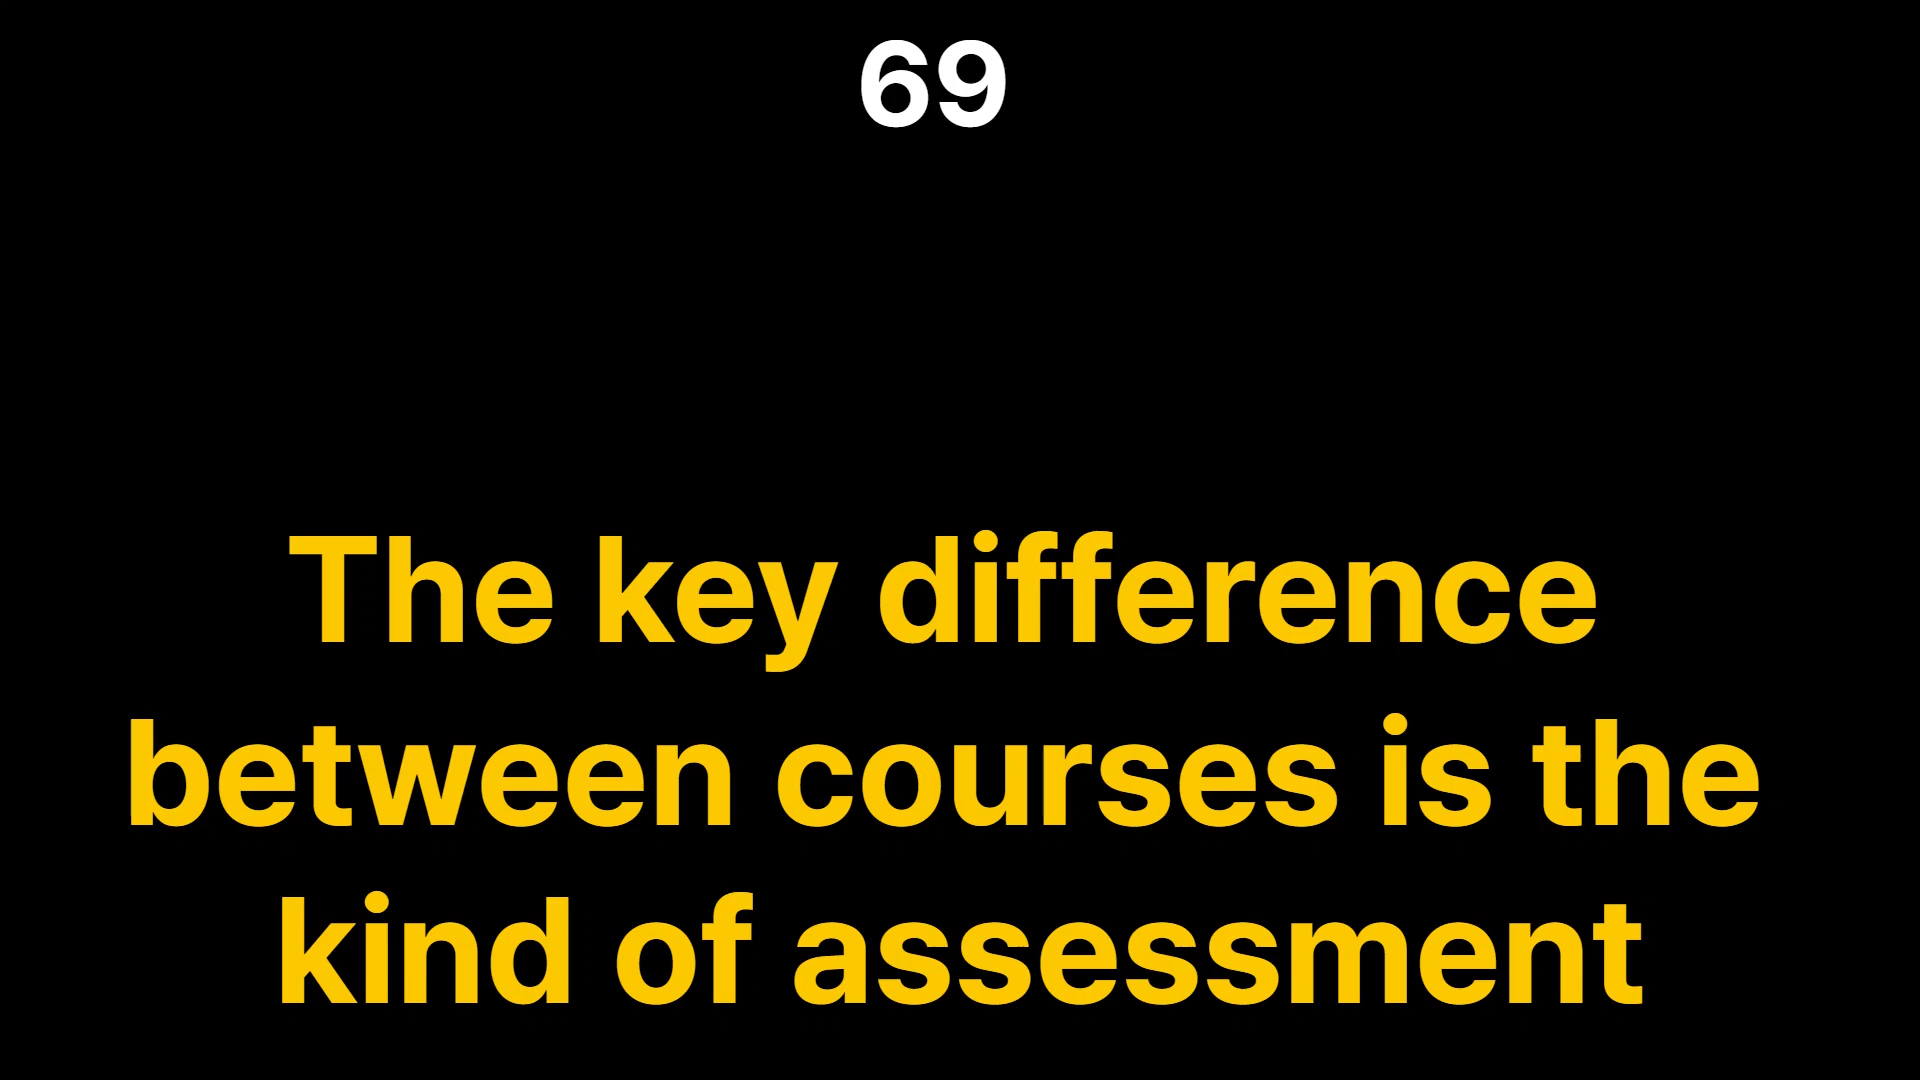 69
The key difference
between courses is the
kind of assessment